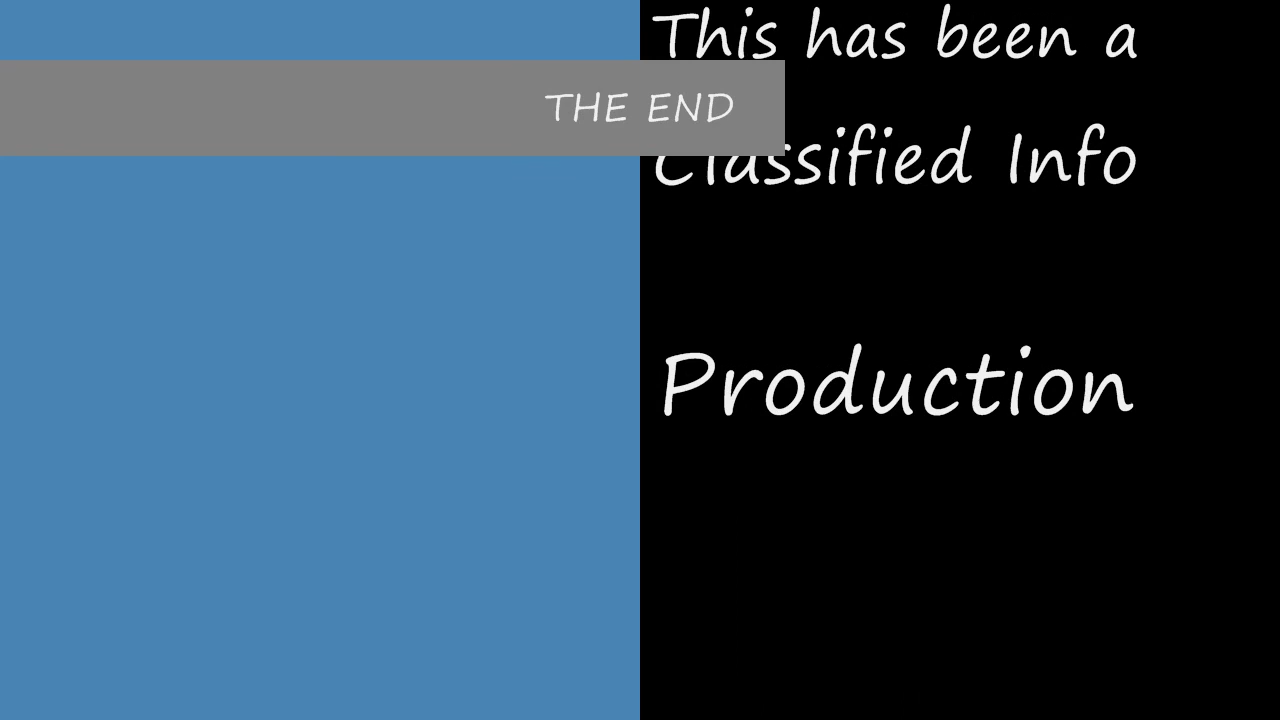 This has been a
THE END
Classified Info
Production